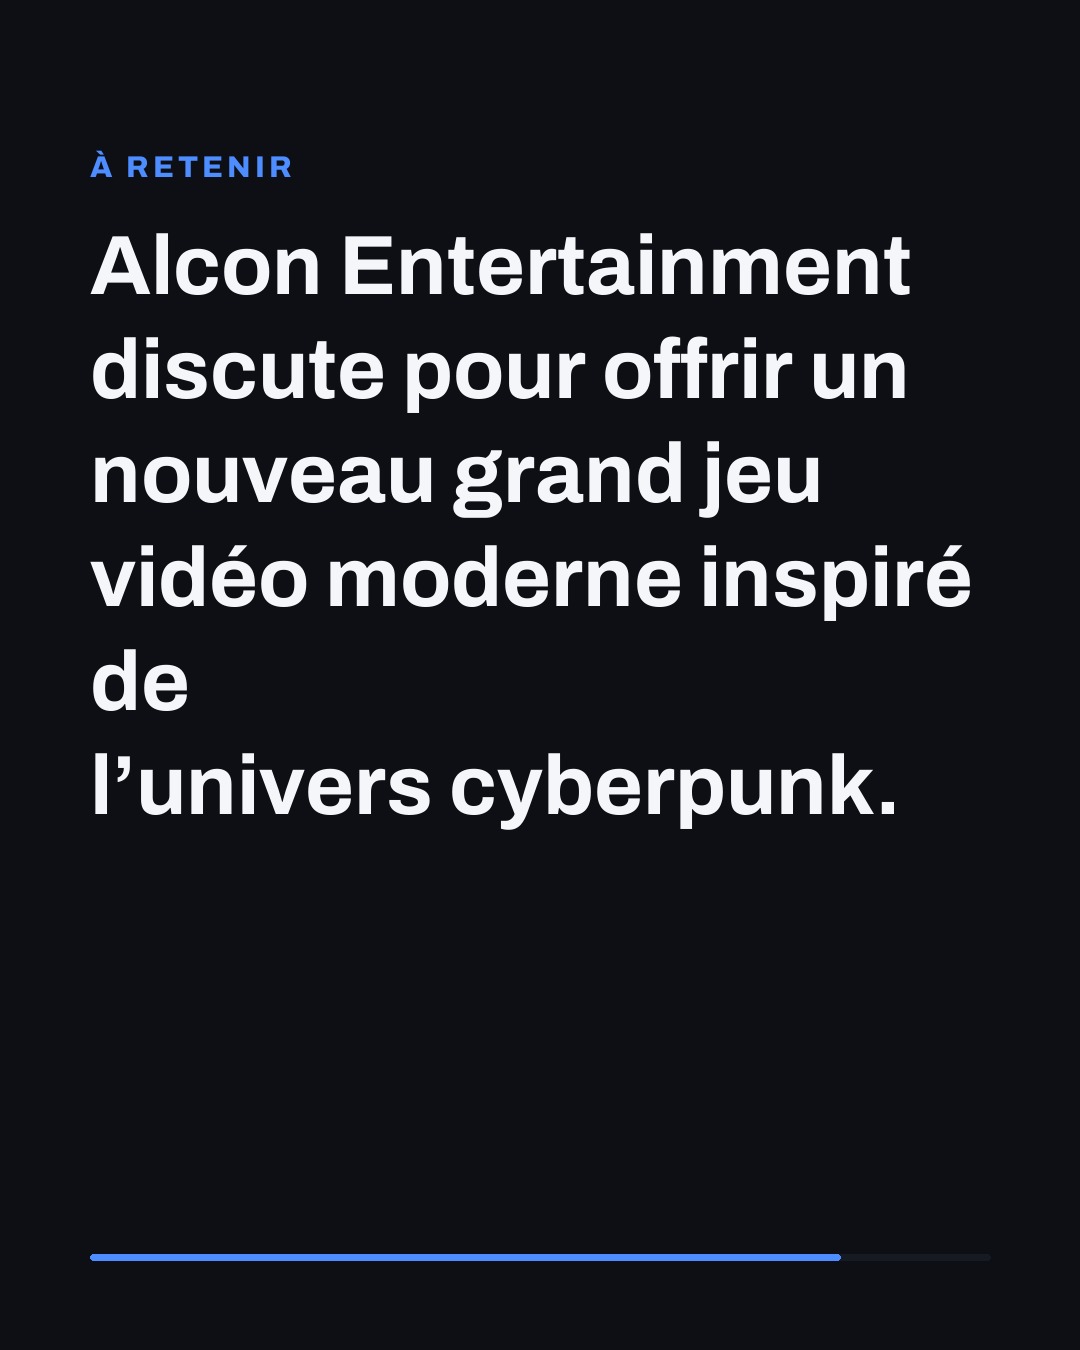 À RETENIR
Alcon Entertainment
discute pour offrir un
nouveau grand jeu
vidéo moderne inspiré
de
l’univers cyberpunk.